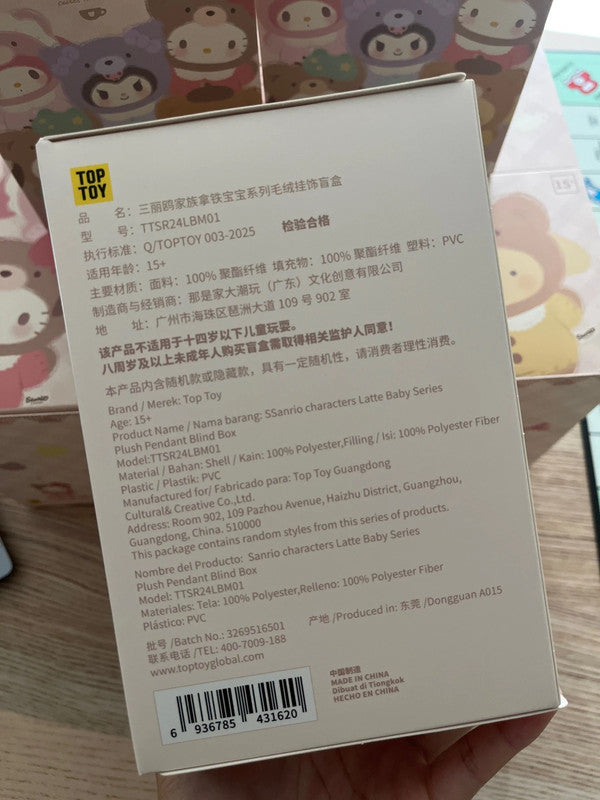 TOP
TOY
品 名：三丽鸥家族拿铁宝宝系列毛绒挂饰盲盒
型 号：TTSR24LBM01
执行标准：Q/TOPTOY 003-2025 检验合格
适用年龄：15+
主要材质：面料：100% 聚酯纤维 填充物：100% 聚酯纤维 塑料：PVC
制造商与经销商：那是家大潮玩（广东）文化创意有限公司
地 址：广州市海珠区琶洲大道 109 号 902 室
该产品不适用于十四岁以下儿童玩耍。
八周岁及以上未成年人购买盲盒需取得相关监护人同意！
本产品内含随机款或隐藏款，具有一定随机性，请消费者理性消费。
Brand / Merek: Top Toy
Age: 15+
Product Name / Nama barang: SSanrio characters Latte Baby Series
Plush Pendant Blind Box
Model:TTSR24LBM01
Material / Bahan: Shell / Kain: 100% Polyester,Filling / Isi: 100% Polyester Fiber
Plastic / Plastik: PVC
Manufactured for/ Fabricado para: Top Toy Guangdong
Cultural& Creative Co.,Ltd.
Address: Room 902, 109 Pazhou Avenue, Haizhu District, Guangzhou,
Guangdong, China. 510000
This package contains random styles from this series of products.
Nombre del Producto: Sanrio characters Latte Baby Series
Plush Pendant Blind Box
Model: TTSR24LBM01
Materiales: Tela: 100% Polyester,Relleno: 100% Polyester Fiber
Plástico: PVC
批号 /Batch No.: 3269516501 产地 /Produced in: 东莞 /Dongguan A015
联系电话 /TEL: 400-7009-188
www.toptoyglobal.com
中国制造
MADE IN CHINA
Dibuat di Tiongkok
HECHO EN CHINA
6 936785 431620
Sanrio
15+